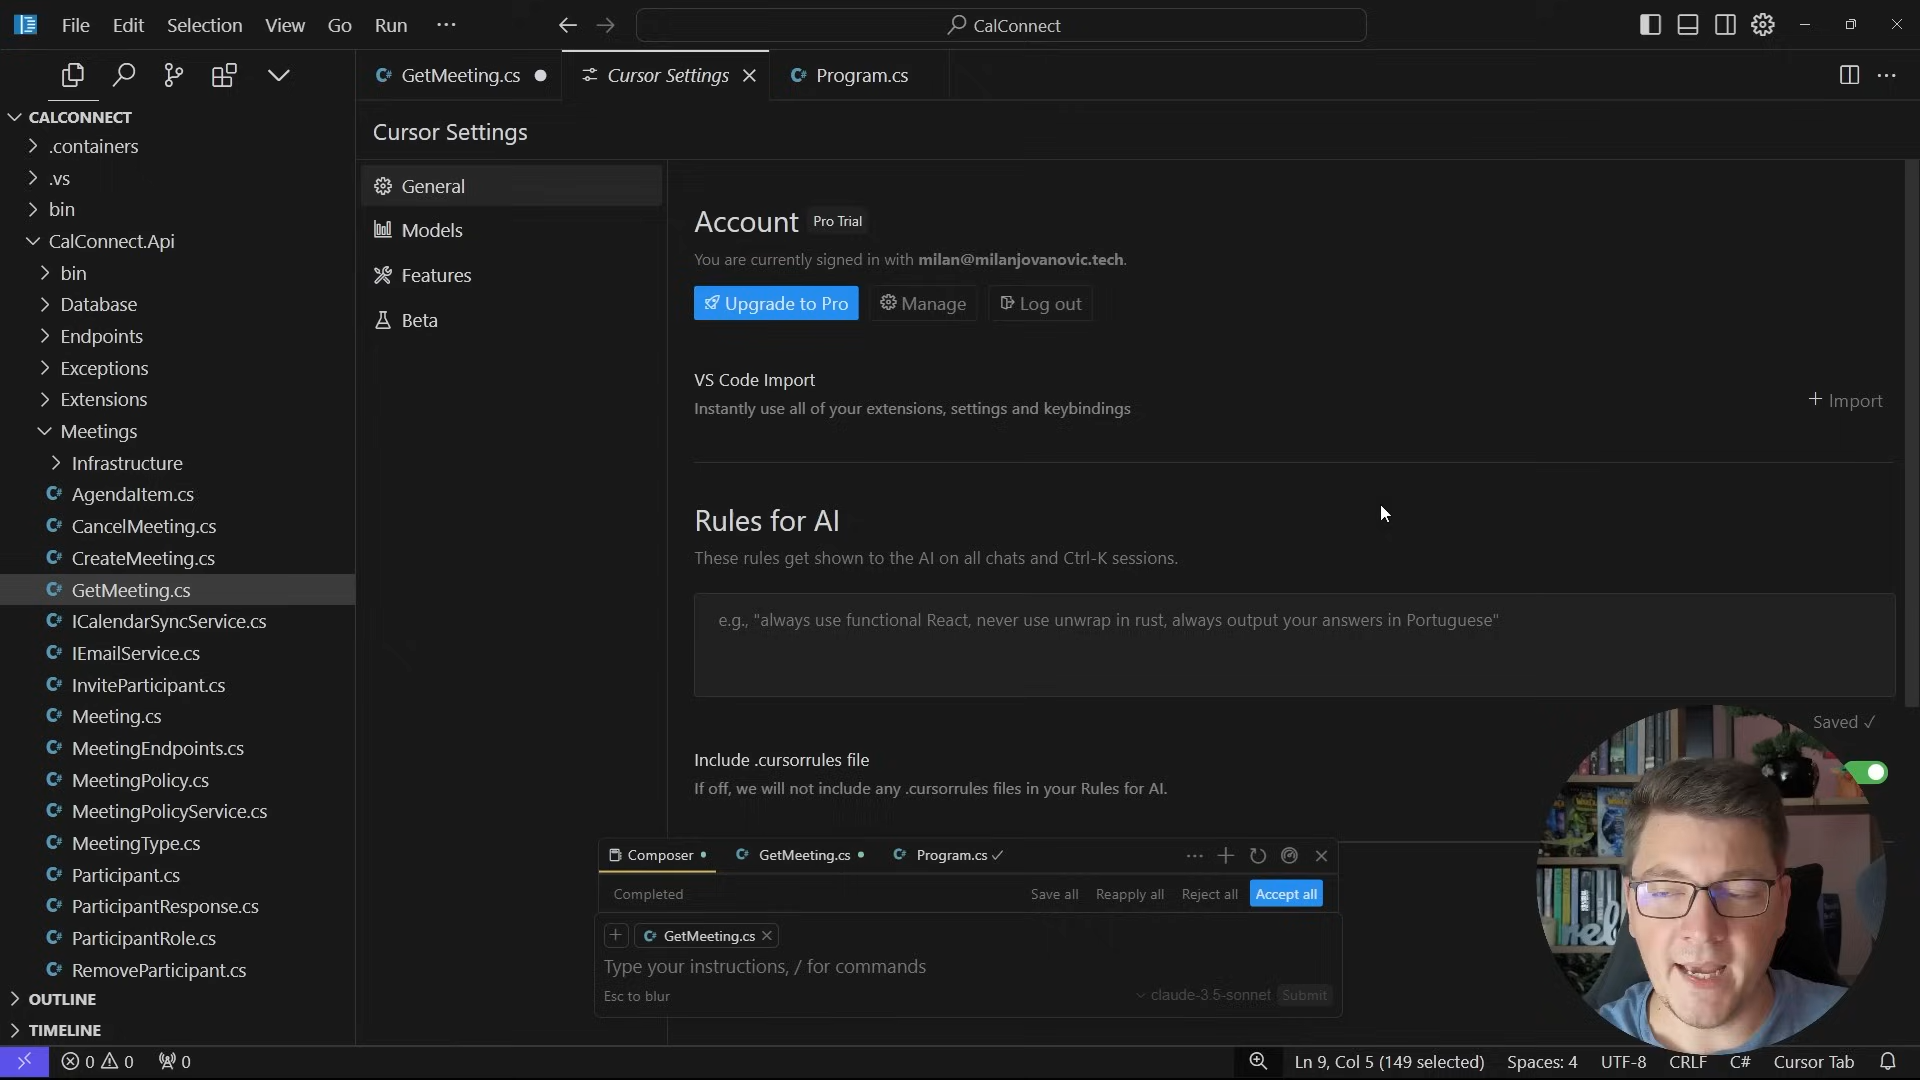 File Edit Selection View Go Run ···
CalConnect
GetMeeting.cs
Cursor Settings
Program.cs
CALCONNECT
.containers
.vs
bin
CalConnect.Api
bin
Database
Endpoints
Exceptions
Extensions
Meetings
Infrastructure
AgendaItem.cs
CancelMeeting.cs
CreateMeeting.cs
GetMeeting.cs
ICalendarSyncService.cs
IEmailService.cs
InviteParticipant.cs
Meeting.cs
MeetingEndpoints.cs
MeetingPolicy.cs
MeetingPolicyService.cs
MeetingType.cs
Participant.cs
ParticipantResponse.cs
ParticipantRole.cs
RemoveParticipant.cs
OUTLINE
TIMELINE
Cursor Settings
General
Models
Features
Beta
Account Pro Trial
You are currently signed in with milan@milanjovanovic.tech.
Upgrade to Pro Manage Log out
VS Code Import
Instantly use all of your extensions, settings and keybindings
+ Import
Rules for AI
These rules get shown to the AI on all chats and Ctrl-K sessions.
e.g., "always use functional React, never use unwrap in rust, always output your answers in Portuguese"
Saved ✓
Include .cursorrules file
If off, we will not include any .cursorrules files in your Rules for AI.
Composer GetMeeting.cs Program.cs ✓
Completed Save all Reapply all Reject all Accept all
GetMeeting.cs
Type your instructions, / for commands
Esc to blur claude-3.5-sonnet Submit
0 0 0 Ln 9, Col 5 (149 selected) Spaces: 4 UTF-8 CRLF C# Cursor Tab